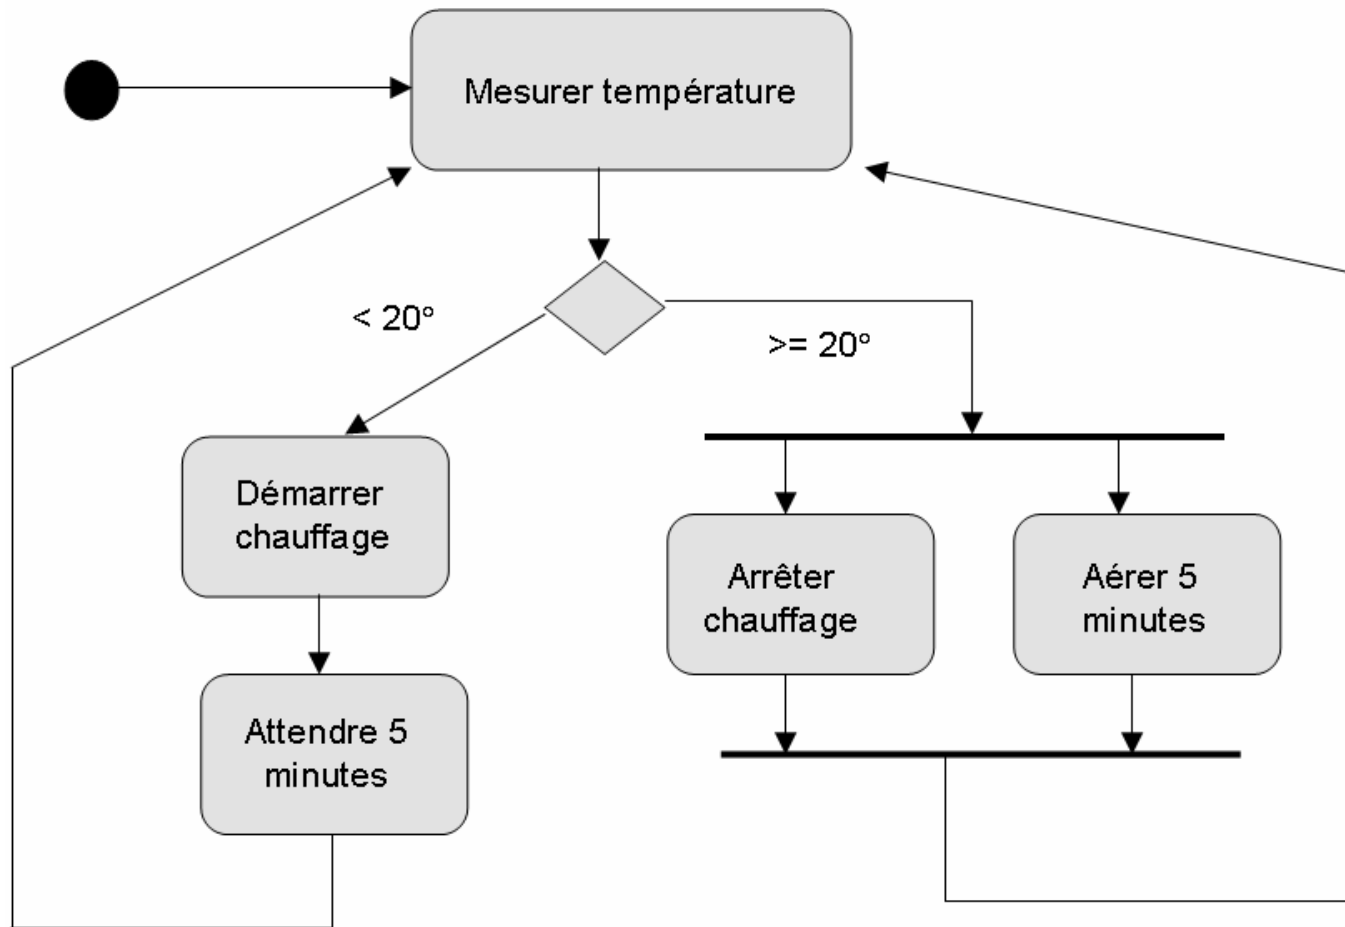 Mesurer température
< 20°
>= 20°
Démarrer
chauffage
Arrêter
chauffage
Aérer 5
minutes
Attendre 5
minutes